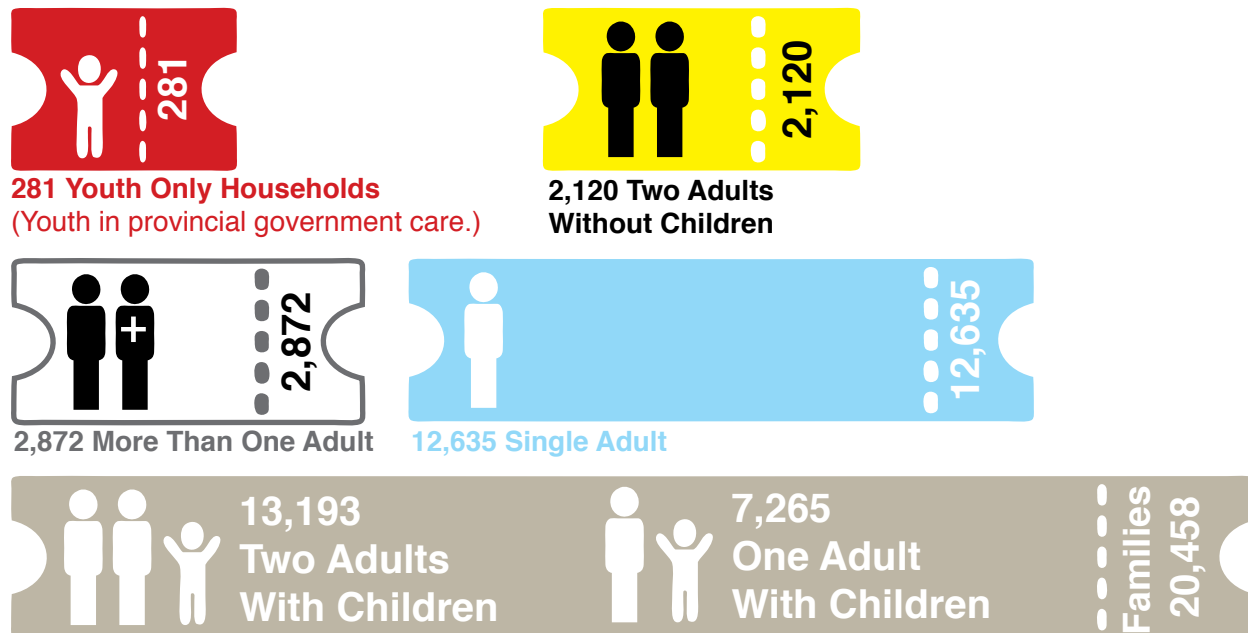 281
281 Youth Only Households
(Youth in provincial government care.)
2,120
2,120 Two Adults
Without Children
+
2,872
2,872 More Than One Adult
12,635
12,635 Single Adult
13,193
Two Adults
With Children
7,265
One Adult
With Children
Families
20,458